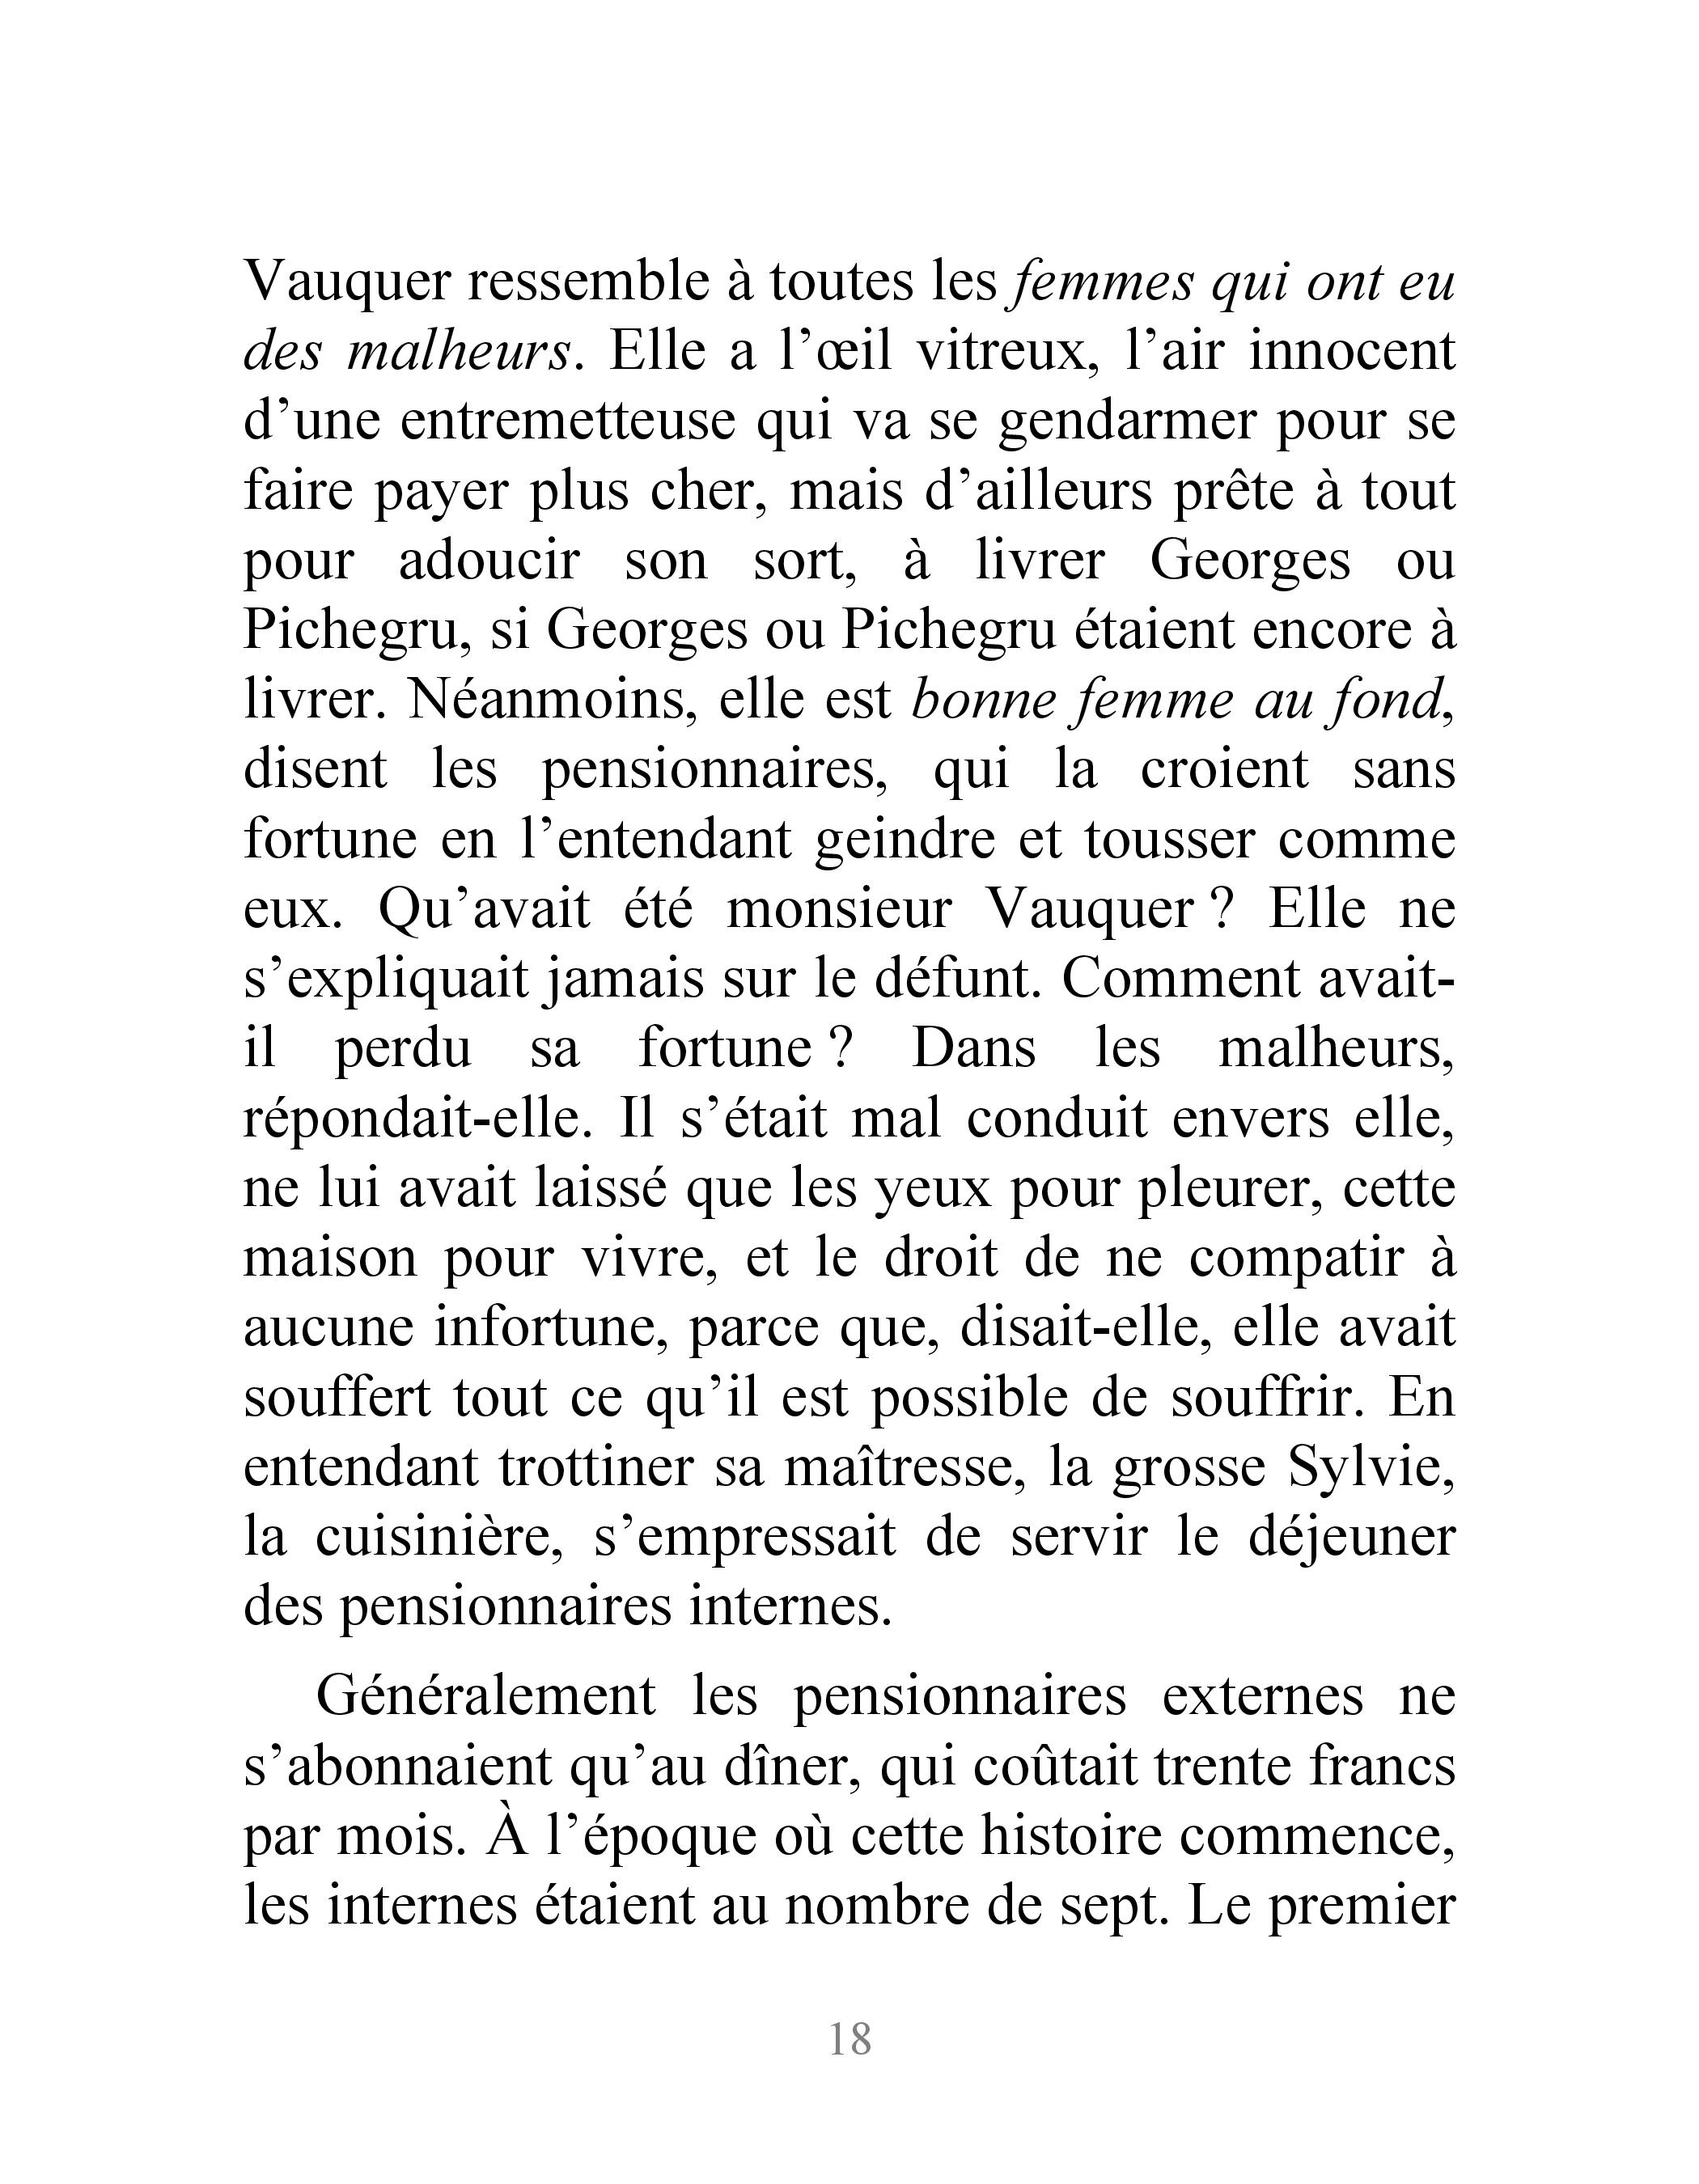 Vauquer ressemble à toutes les femmes qui ont eu
des malheurs. Elle a l’œil vitreux, l’air innocent
d’une entremetteuse qui va se gendarmer pour se
faire payer plus cher, mais d’ailleurs prête à tout
pour adoucir son sort, à livrer Georges ou
Pichegru, si Georges ou Pichegru étaient encore à
livrer. Néanmoins, elle est bonne femme au fond,
disent les pensionnaires, qui la croient sans
fortune en l’entendant geindre et tousser comme
eux. Qu’avait été monsieur Vauquer ? Elle ne
s’expliquait jamais sur le défunt. Comment avait-
il perdu sa fortune ? Dans les malheurs,
répondait-elle. Il s’était mal conduit envers elle,
ne lui avait laissé que les yeux pour pleurer, cette
maison pour vivre, et le droit de ne compatir à
aucune infortune, parce que, disait-elle, elle avait
souffert tout ce qu’il est possible de souffrir. En
entendant trottiner sa maîtresse, la grosse Sylvie,
la cuisinière, s’empressait de servir le déjeuner
des pensionnaires internes.
Généralement les pensionnaires externes ne
s’abonnaient qu’au dîner, qui coûtait trente francs
par mois. À l’époque où cette histoire commence,
les internes étaient au nombre de sept. Le premier
18